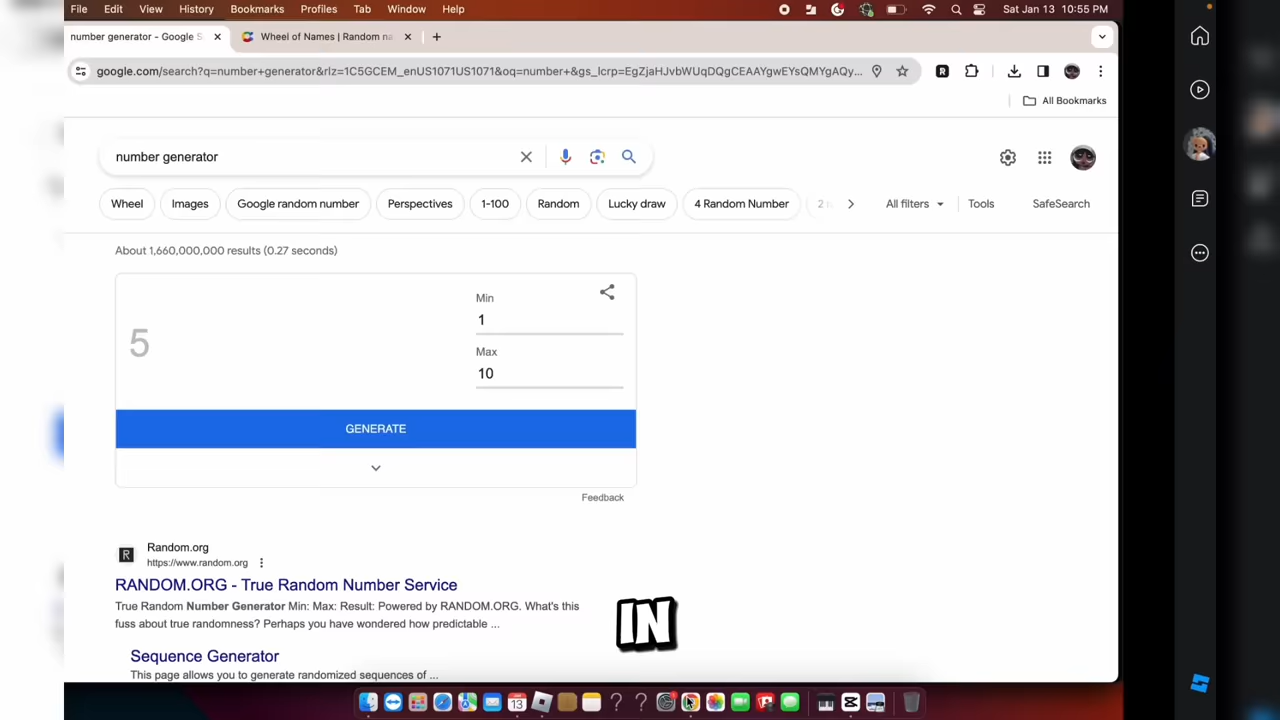 File Edit View History Bookmarks Profiles Tab Window Help
Sat Jan 13 10:55 PM
number generator - Google S
Wheel of Names | Random na
google.com/search?q=number+generator&rlz=1C5GCEM_enUS1071US1071&oq=number+&gs_lcrp=EgZjaHJvbWUqDQgCEAAYgwEYsQMYgAQy...
All Bookmarks
number generator
Wheel Images Google random number Perspectives 1-100 Random Lucky draw 4 Random Number All filters Tools SafeSearch
About 1,660,000,000 results (0.27 seconds)
Min
1
5
Max
10
GENERATE
Feedback
Random.org
https://www.random.org
RANDOM.ORG - True Random Number Service
True Random Number Generator Min: Max: Result: Powered by RANDOM.ORG. What's this
fuss about true randomness? Perhaps you have wondered how predictable ...
IN
Sequence Generator
This page allows you to generate randomized sequences of ...
13